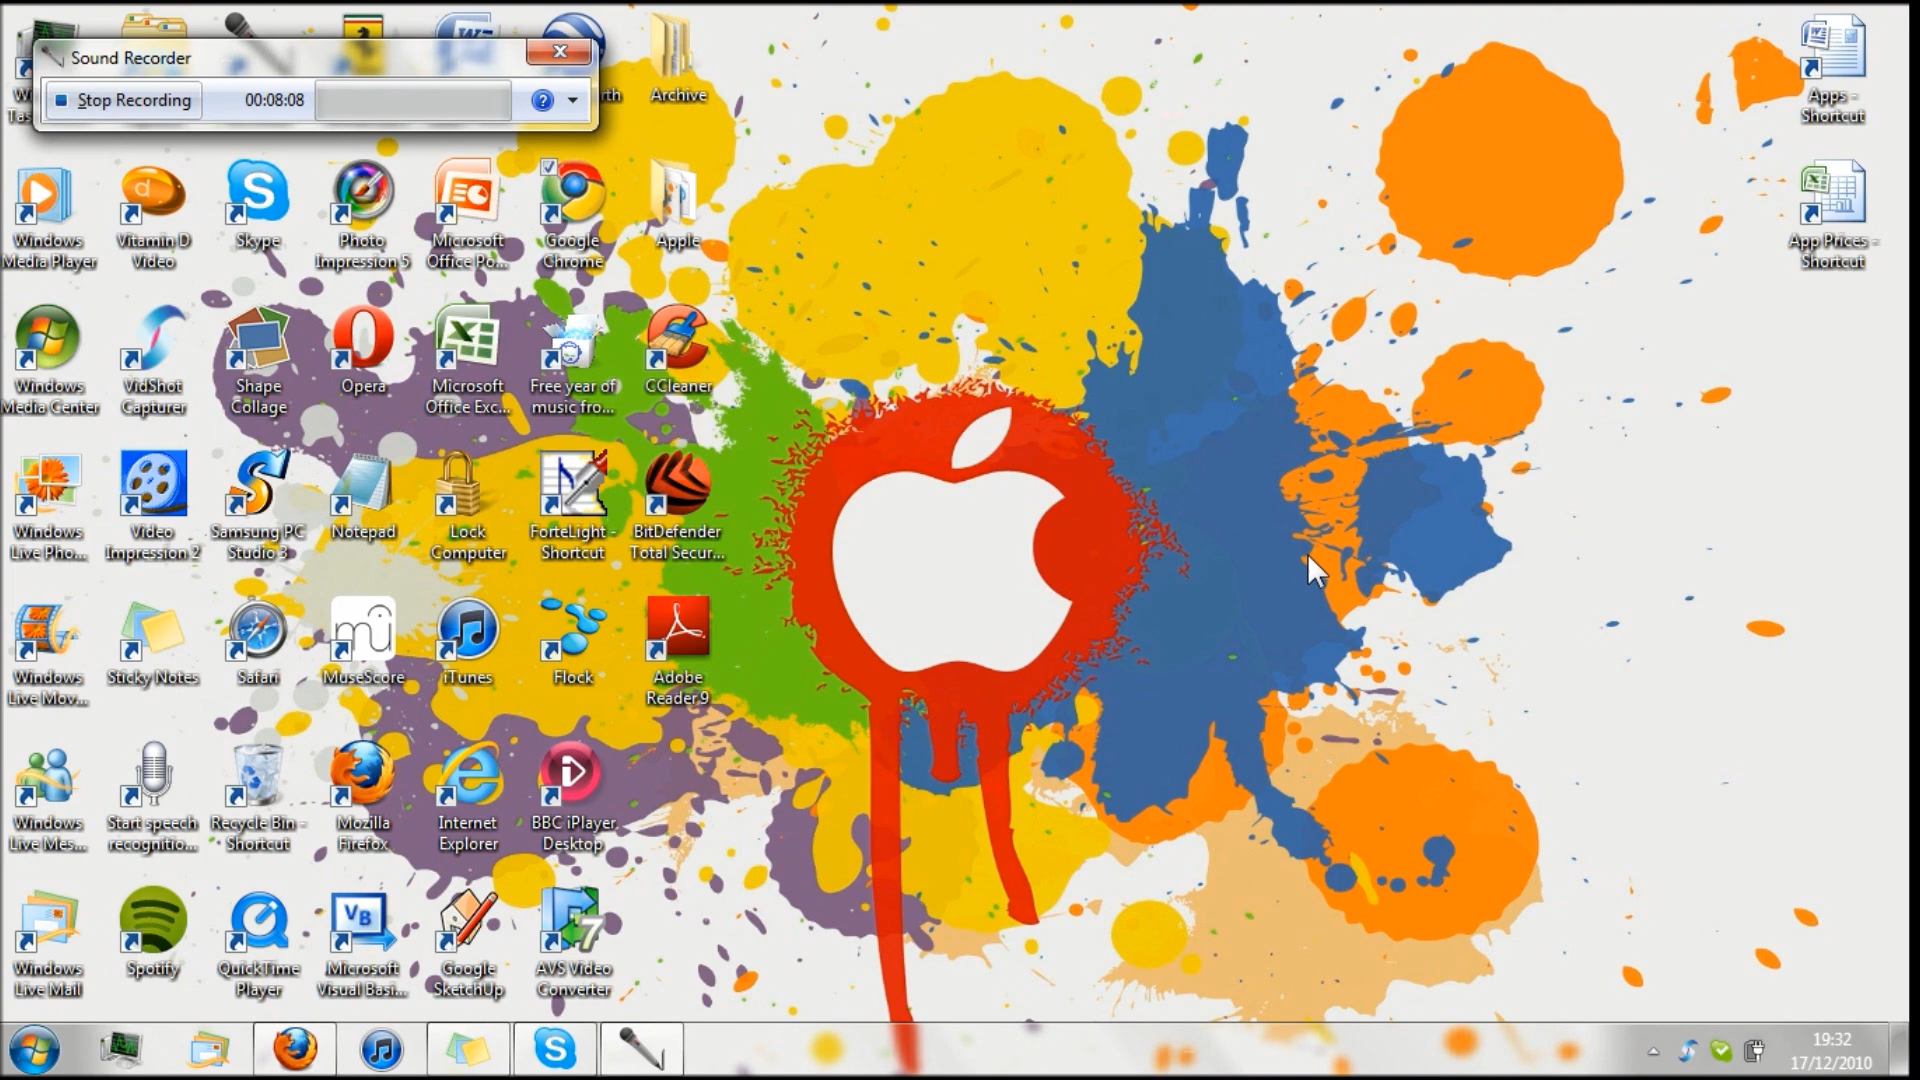 Sound Recorder
Stop Recording
00:08:08
Archive
Apps -
Shortcut
Windows
Media Player
Vitamin D
Video
Skype
Photo
Impression 5
Microsoft
Office Po...
Google
Chrome
Apple
App Prices -
Shortcut
Windows
Media Center
VidShot
Capturer
Shape
Collage
Opera
Microsoft
Office Exc...
Free year of
music fro...
CCleaner
Windows
Live Pho...
Video
Impression 2
Samsung PC
Studio 3
Notepad
Lock
Computer
ForteLight -
Shortcut
BitDefender
Total Secur...
Windows
Live Mov...
Sticky Notes
Safari
mu
MuseScore
iTunes
Flock
Adobe
Reader 9
Windows
Live Mes...
Start speech
recognitio...
Recycle Bin -
Shortcut
Mozilla
Firefox
Internet
Explorer
BBC iPlayer
Desktop
Windows
Live Mail
Spotify
QuickTime
Player
VB
Microsoft
Visual Basi...
Google
SketchUp
7
AVS Video
Converter
19:32
17/12/2010